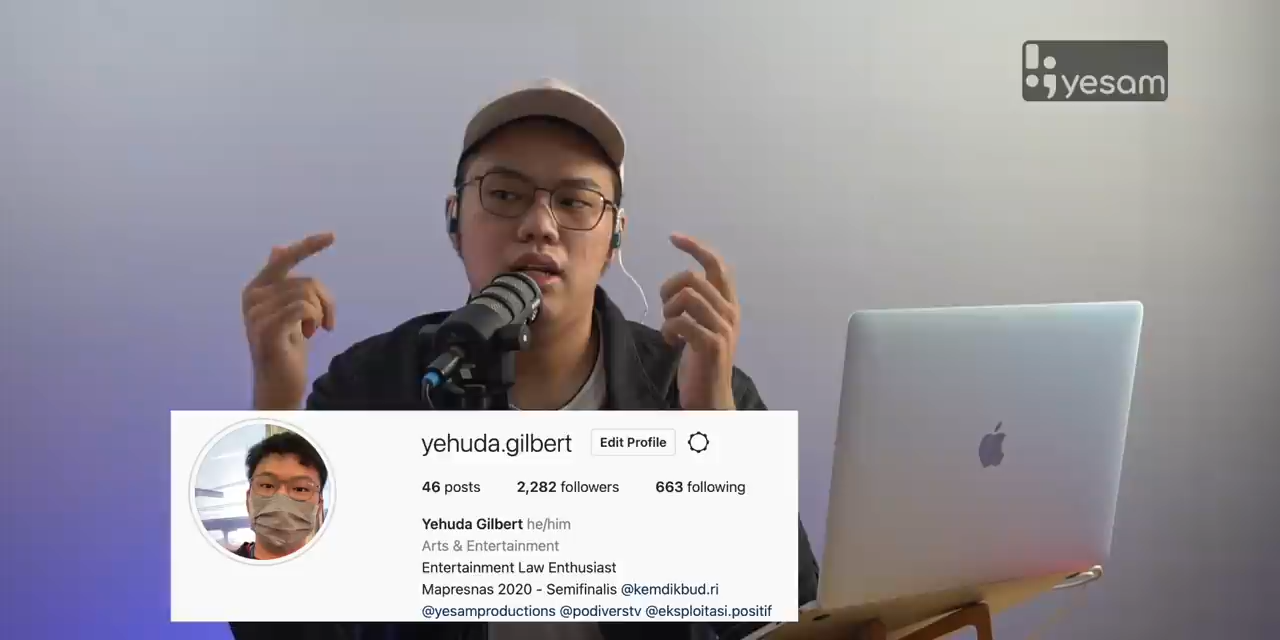 yesam
yehuda.gilbert Edit Profile
46 posts 2,282 followers 663 following
Yehuda Gilbert he/him
Arts & Entertainment
Entertainment Law Enthusiast
Mapresnas 2020 - Semifinalis @kemdikbud.ri
@yesamproductions @podiverstv @eksploitasi.positif